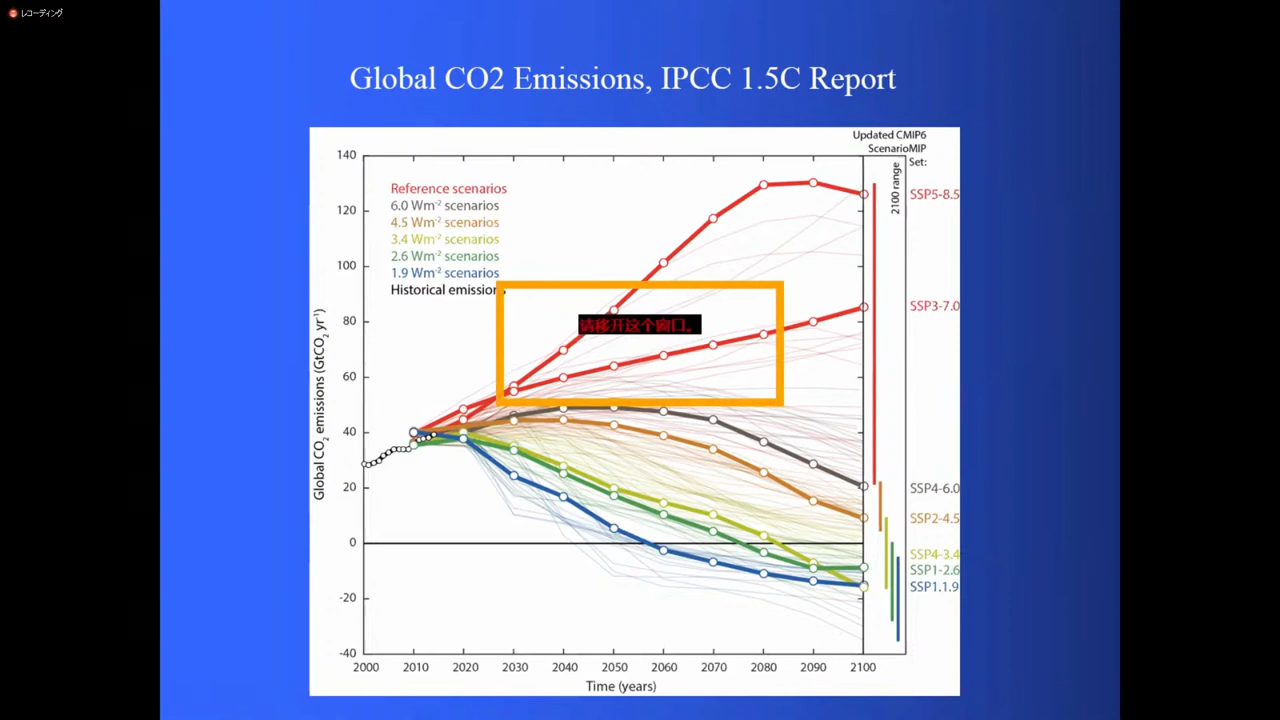 レコーディング
Global CO2 Emissions, IPCC 1.5C Report
Updated CMIP6
ScenarioMIP
Set:
2100 range
140
120
100
80
60
40
20
0
-20
-40
Global CO₂ emissions (GtCO₂ yr⁻¹)
Reference scenarios
6.0 Wm⁻² scenarios
4.5 Wm⁻² scenarios
3.4 Wm⁻² scenarios
2.6 Wm⁻² scenarios
1.9 Wm⁻² scenarios
Historical emissions
请移开这个窗口。
SSP5-8.5
SSP3-7.0
SSP4-6.0
SSP2-4.5
SSP4-3.4
SSP1-2.6
SSP1.1.9
2000 2010 2020 2030 2040 2050 2060 2070 2080 2090 2100
Time (years)